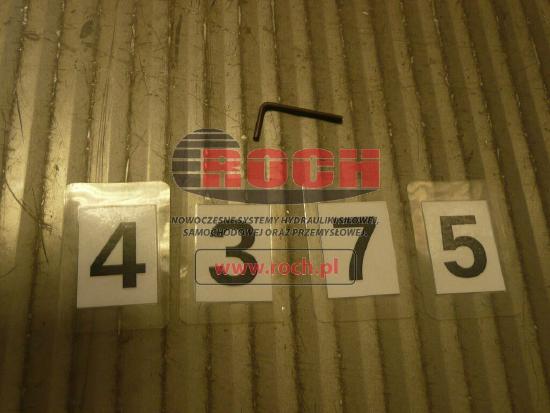 ROCH
NOWOCZESNE SYSTEMY HYDRAULIKI SIŁOWEJ,
SAMOCHODOWEJ ORAZ PRZEMYSŁOWEJ.
www.roch.pl
4 3 7 5